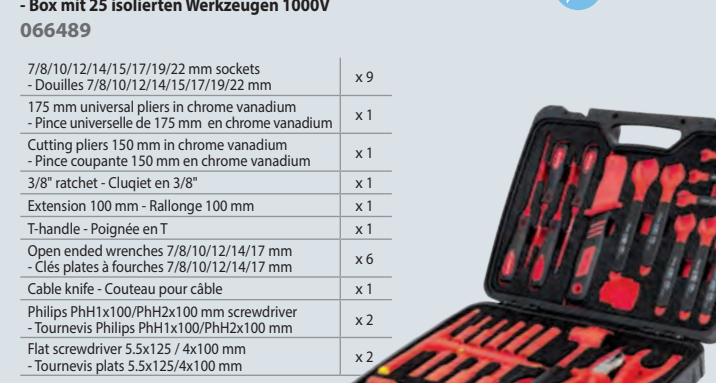 - Box mit 25 isolierten Werkzeugen 1000V
066489
7/8/10/12/14/15/17/19/22 mm sockets
- Douilles 7/8/10/12/14/15/17/19/22 mm
x 9
175 mm universal pliers in chrome vanadium
- Pince universelle de 175 mm en chrome vanadium
x 1
Cutting pliers 150 mm in chrome vanadium
- Pince coupante 150 mm en chrome vanadium
x 1
3/8" ratchet - Cluqiet en 3/8"
x 1
Extension 100 mm - Rallonge 100 mm
x 1
T-handle - Poignée en T
x 1
Open ended wrenches 7/8/10/12/14/17 mm
- Clés plates à fourches 7/8/10/12/14/17 mm
x 6
Cable knife - Couteau pour câble
x 1
Philips PhH1x100/PhH2x100 mm screwdriver
- Tournevis Philips PhH1x100/PhH2x100 mm
x 2
Flat screwdriver 5.5x125 / 4x100 mm
- Tournevis plats 5.5x125/4x100 mm
x 2